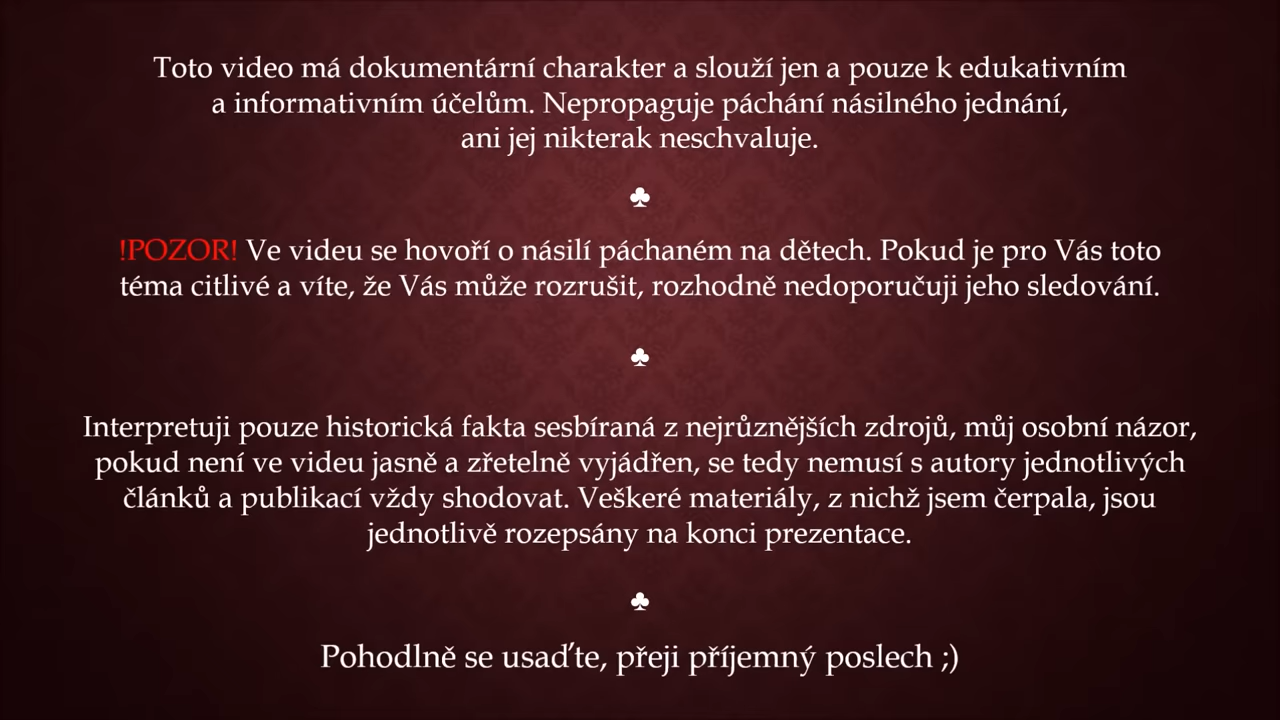 Toto video má dokumentární charakter a slouží jen a pouze k edukativním
a informativním účelům. Nepropaguje páchání násilného jednání,
ani jej nikterak neschvaluje.
♣
!POZOR! Ve videu se hovoří o násilí páchaném na dětech. Pokud je pro Vás toto
téma citlivé a víte, že Vás může rozrušit, rozhodně nedoporučuji jeho sledování.
♣
Interpretuji pouze historická fakta sesbíraná z nejrůznějších zdrojů, můj osobní názor,
pokud není ve videu jasně a zřetelně vyjádřen, se tedy nemusí s autory jednotlivých
článků a publikací vždy shodovat. Veškeré materiály, z nichž jsem čerpala, jsou
jednotlivě rozepsány na konci prezentace.
♣
Pohodlně se usaďte, přeji příjemný poslech ;)